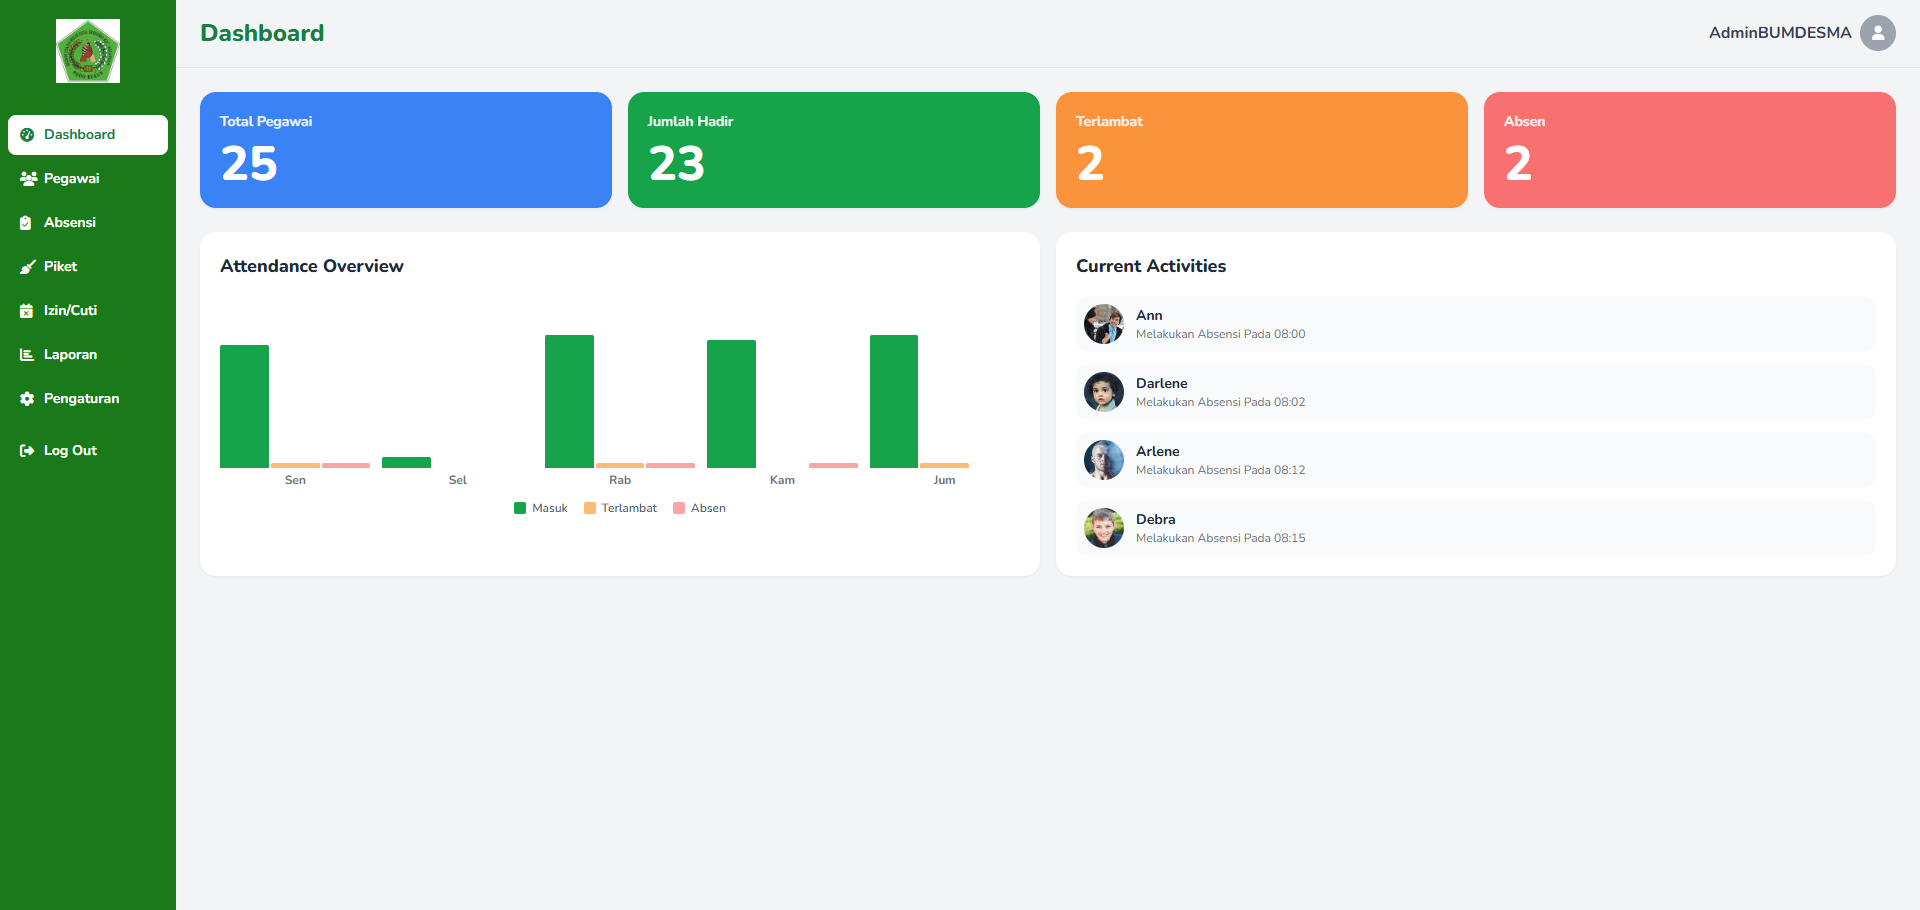 Dashboard
Pegawai
Absensi
Piket
Izin/Cuti
Laporan
Pengaturan
Log Out
Dashboard
AdminBUMDESMA
Total Pegawai
25
Jumlah Hadir
23
Terlambat
2
Absen
2
Attendance Overview
Sen Sel Rab Kam Jum
Masuk Terlambat Absen
Current Activities
Ann
Melakukan Absensi Pada 08:00
Darlene
Melakukan Absensi Pada 08:02
Arlene
Melakukan Absensi Pada 08:12
Debra
Melakukan Absensi Pada 08:15